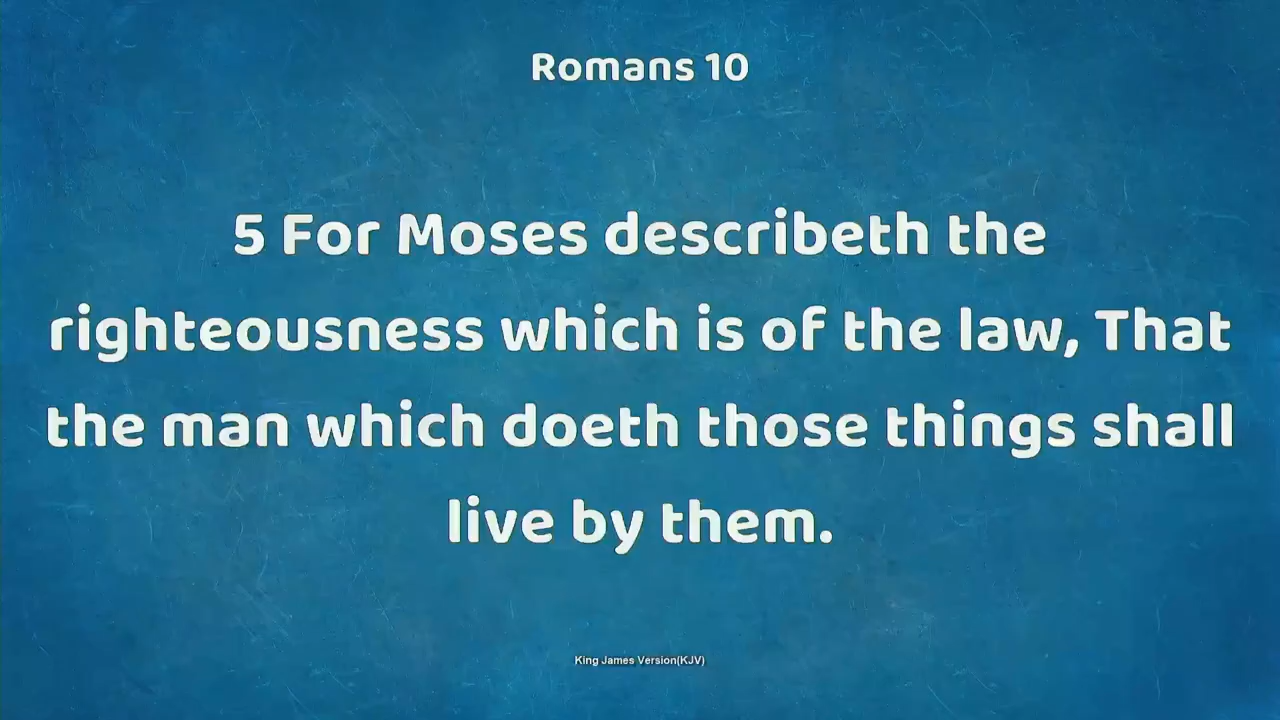 Romans 10
5 For Moses describeth the
righteousness which is of the law, That
the man which doeth those things shall
live by them.
King James Version(KJV)